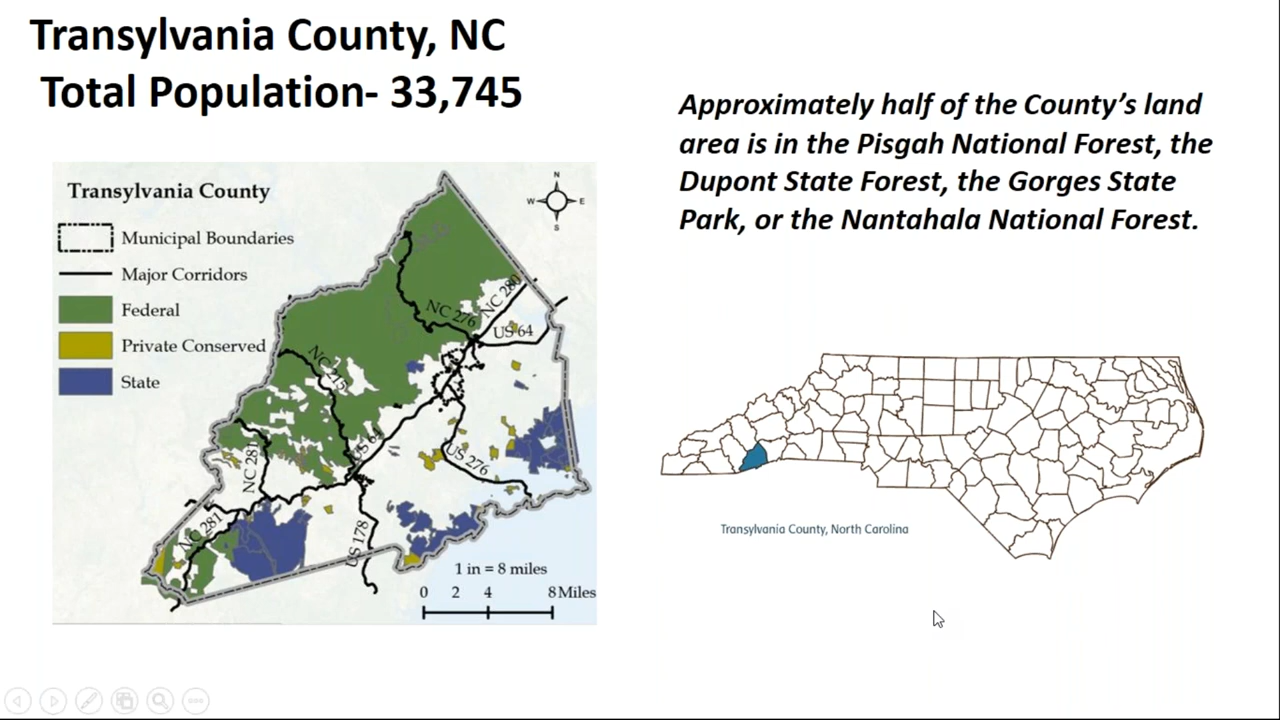 Transylvania County, NC
Total Population- 33,745
Approximately half of the County's land
area is in the Pisgah National Forest, the
Dupont State Forest, the Gorges State
Park, or the Nantahala National Forest.
Transylvania County
Municipal Boundaries
Major Corridors
Federal
Private Conserved
State
N
W
E
S
NC 280
NC 276
US 64
NC 215
US 64
US 276
NC 281
NC 281
US 178
1 in = 8 miles
0 2 4 8 Miles
Transylvania County, North Carolina